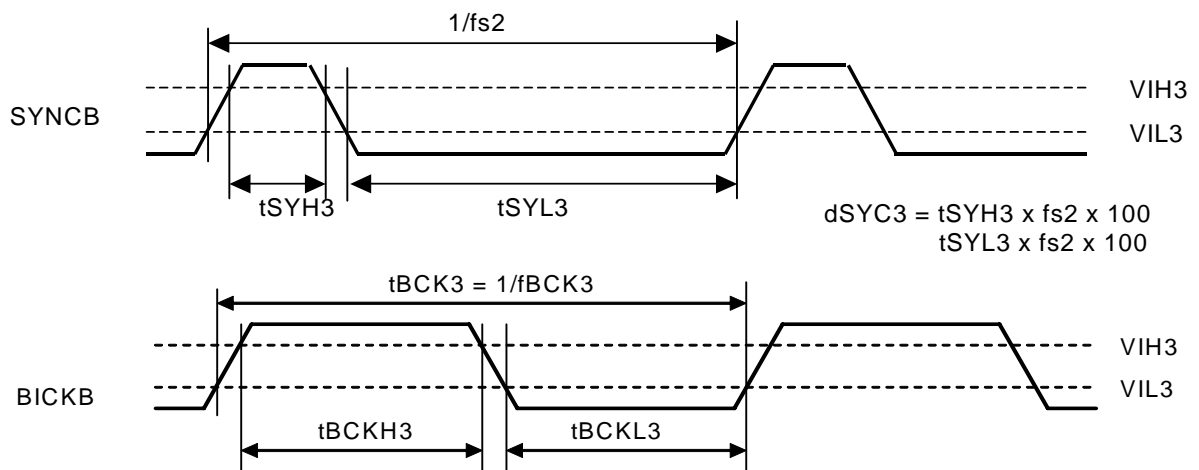 1/fs2
SYNCB
VIH3
VIL3
tSYH3
tSYL3
dSYC3 = tSYH3 x fs2 x 100
tSYL3 x fs2 x 100
tBCK3 = 1/fBCK3
BICKB
VIH3
VIL3
tBCKH3
tBCKL3